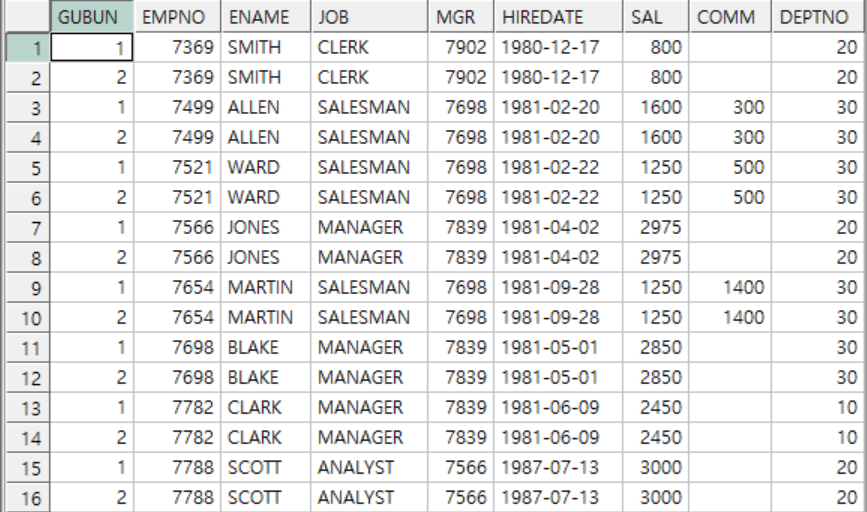 GUBUN EMPNO ENAME JOB MGR HIREDATE SAL COMM DEPTNO
1 1 7369 SMITH CLERK 7902 1980-12-17 800 20
2 2 7369 SMITH CLERK 7902 1980-12-17 800 20
3 1 7499 ALLEN SALESMAN 7698 1981-02-20 1600 300 30
4 2 7499 ALLEN SALESMAN 7698 1981-02-20 1600 300 30
5 1 7521 WARD SALESMAN 7698 1981-02-22 1250 500 30
6 2 7521 WARD SALESMAN 7698 1981-02-22 1250 500 30
7 1 7566 JONES MANAGER 7839 1981-04-02 2975 20
8 2 7566 JONES MANAGER 7839 1981-04-02 2975 20
9 1 7654 MARTIN SALESMAN 7698 1981-09-28 1250 1400 30
10 2 7654 MARTIN SALESMAN 7698 1981-09-28 1250 1400 30
11 1 7698 BLAKE MANAGER 7839 1981-05-01 2850 30
12 2 7698 BLAKE MANAGER 7839 1981-05-01 2850 30
13 1 7782 CLARK MANAGER 7839 1981-06-09 2450 10
14 2 7782 CLARK MANAGER 7839 1981-06-09 2450 10
15 1 7788 SCOTT ANALYST 7566 1987-07-13 3000 20
16 2 7788 SCOTT ANALYST 7566 1987-07-13 3000 20